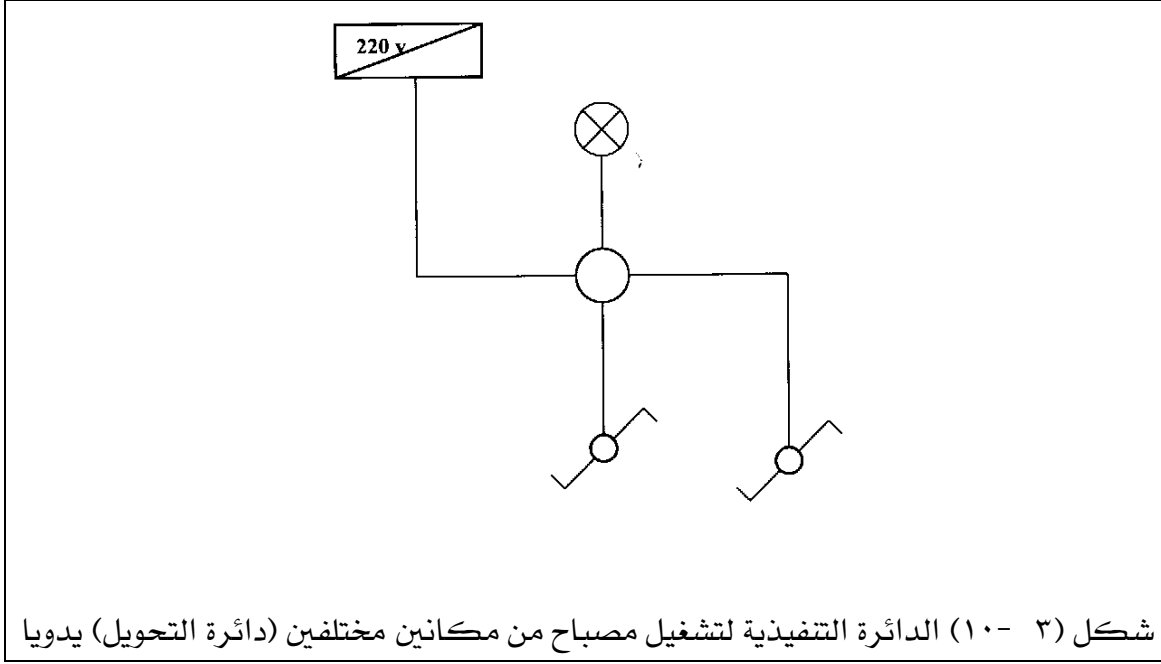 220 v
شكل (٣ -١٠) الدائرة التنفيذية لتشغيل مصباح من مكانين مختلفين (دائرة التحويل) يدويا